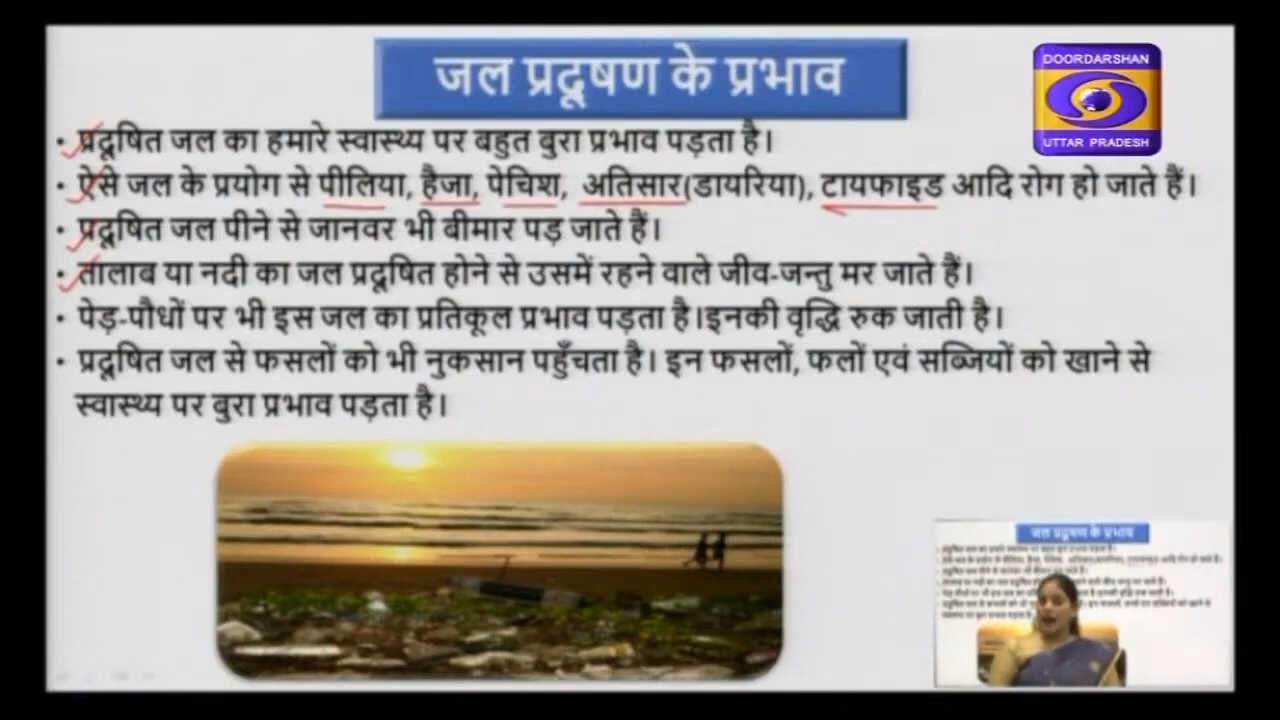 जल प्रदूषण के प्रभाव
DOORDARSHAN
UTTAR PRADESH
• प्रदूषित जल का हमारे स्वास्थ्य पर बहुत बुरा प्रभाव पड़ता है।
• ऐसे जल के प्रयोग से पीलिया, हैजा, पेचिश, अतिसार(डायरिया), टायफाइड आदि रोग हो जाते हैं।
• प्रदूषित जल पीने से जानवर भी बीमार पड़ जाते हैं।
• तालाब या नदी का जल प्रदूषित होने से उसमें रहने वाले जीव-जन्तु मर जाते हैं।
• पेड़-पौधों पर भी इस जल का प्रतिकूल प्रभाव पड़ता है।इनकी वृद्धि रुक जाती है।
• प्रदूषित जल से फसलों को भी नुकसान पहुँचता है। इन फसलों, फलों एवं सब्जियों को खाने से
स्वास्थ्य पर बुरा प्रभाव पड़ता है।
जल प्रदूषण के प्रभाव